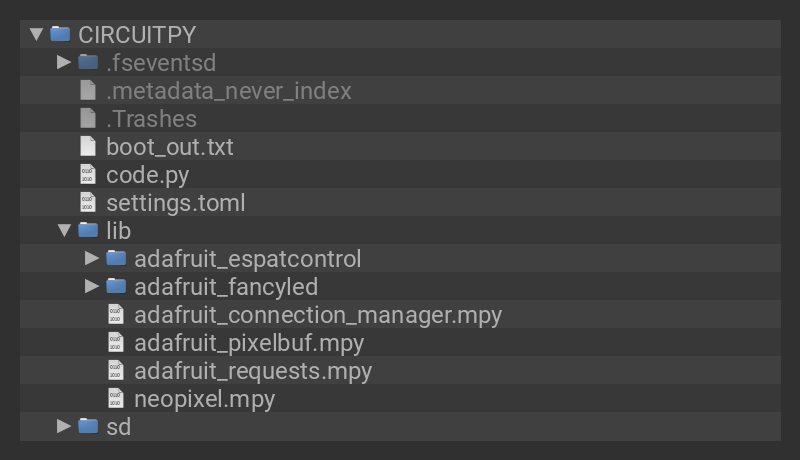 CIRCUITPY
.fseventsd
.metadata_never_index
.Trashes
boot_out.txt
code.py
settings.toml
lib
adafruit_espatcontrol
adafruit_fancyled
adafruit_connection_manager.mpy
adafruit_pixelbuf.mpy
adafruit_requests.mpy
neopixel.mpy
sd